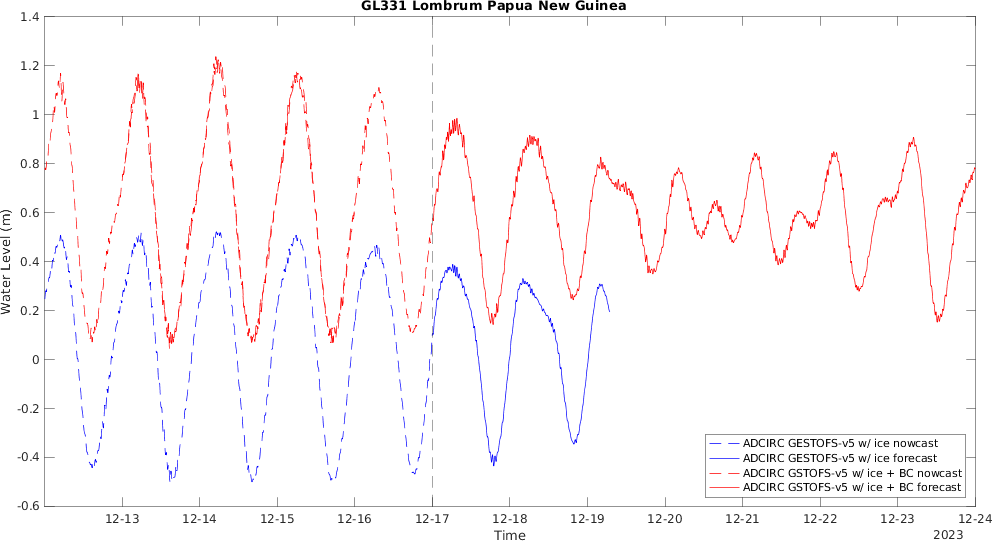 GL331 Lombrum Papua New Guinea
1.4
1.2
1
0.8
0.6
0.4
0.2
0
-0.2
-0.4
-0.6
Water Level (m)
ADCIRC GESTOFS-v5 w/ ice nowcast
ADCIRC GESTOFS-v5 w/ ice forecast
ADCIRC GSTOFS-v5 w/ ice + BC nowcast
ADCIRC GSTOFS-v5 w/ ice + BC forecast
12-13 12-14 12-15 12-16 12-17 12-18 12-19 12-20 12-21 12-22 12-23 12-24
Time
2023